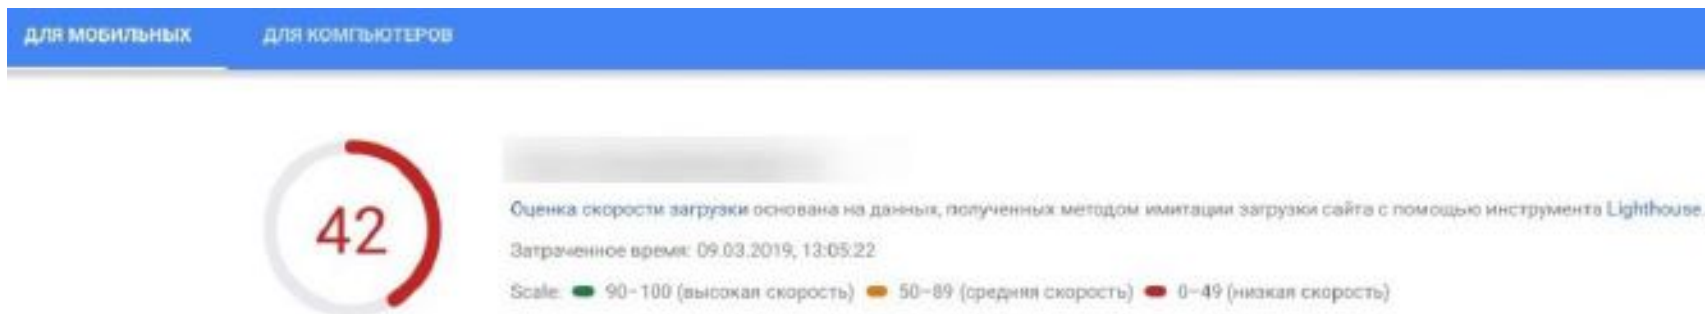 ДЛЯ МОБИЛЬНЫХ ДЛЯ КОМПЬЮТЕРОВ
42
Оценка скорости загрузки основана на данных, полученных методом имитации загрузки сайта с помощью инструмента Lighthouse
Затраченное время: 09.03.2019, 13:05:22
Scale: 90–100 (высокая скорость) 50–89 (средняя скорость) 0–49 (низкая скорость)